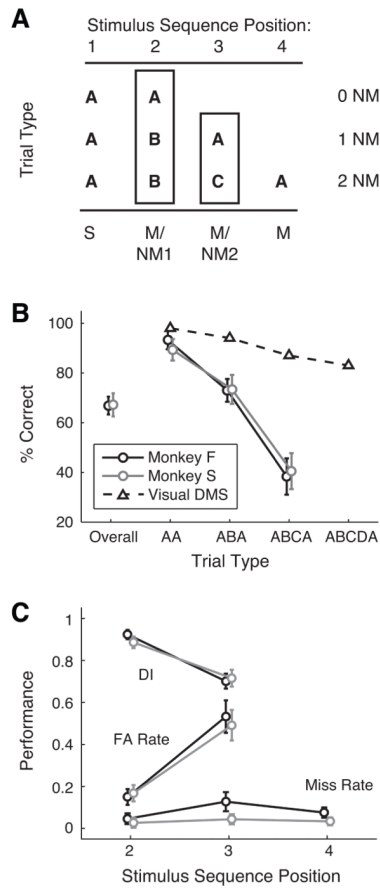 A
Stimulus Sequence Position:
1 2 3 4
Trial Type
A A 0 NM
A B A 1 NM
A B C A 2 NM
S M/ M/ M
NM1 NM2
B
100
80
60
40
20
% Correct
Monkey F
Monkey S
Visual DMS
Overall AA ABA ABCA ABCDA
Trial Type
C
1
0.8
0.6
0.4
0.2
0
Performance
DI
FA Rate
Miss Rate
2 3 4
Stimulus Sequence Position